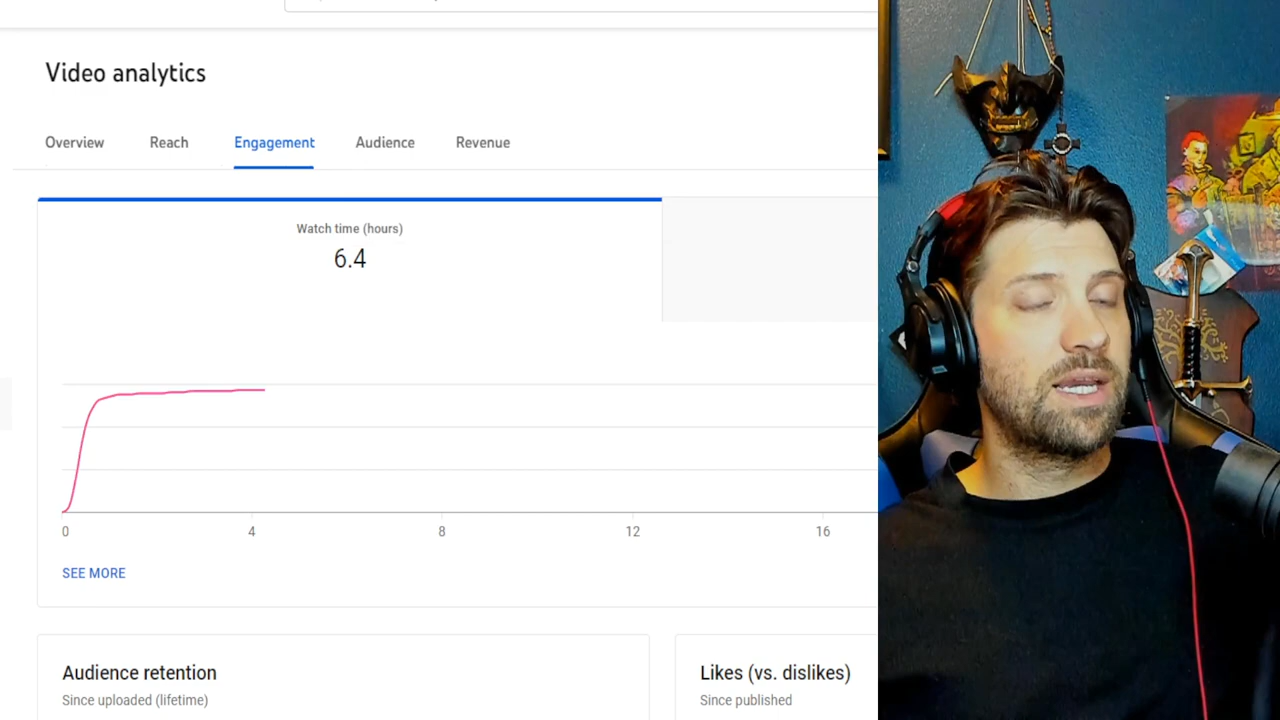 Video analytics
Overview Reach Engagement Audience Revenue
Watch time (hours)
6.4
0 4 8 12 16
SEE MORE
Audience retention
Since uploaded (lifetime)
Likes (vs. dislikes)
Since published